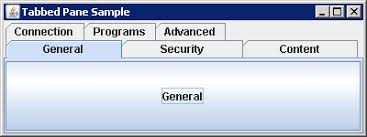 Tabbed Pane Sample
Connection Programs Advanced
General Security Content
General